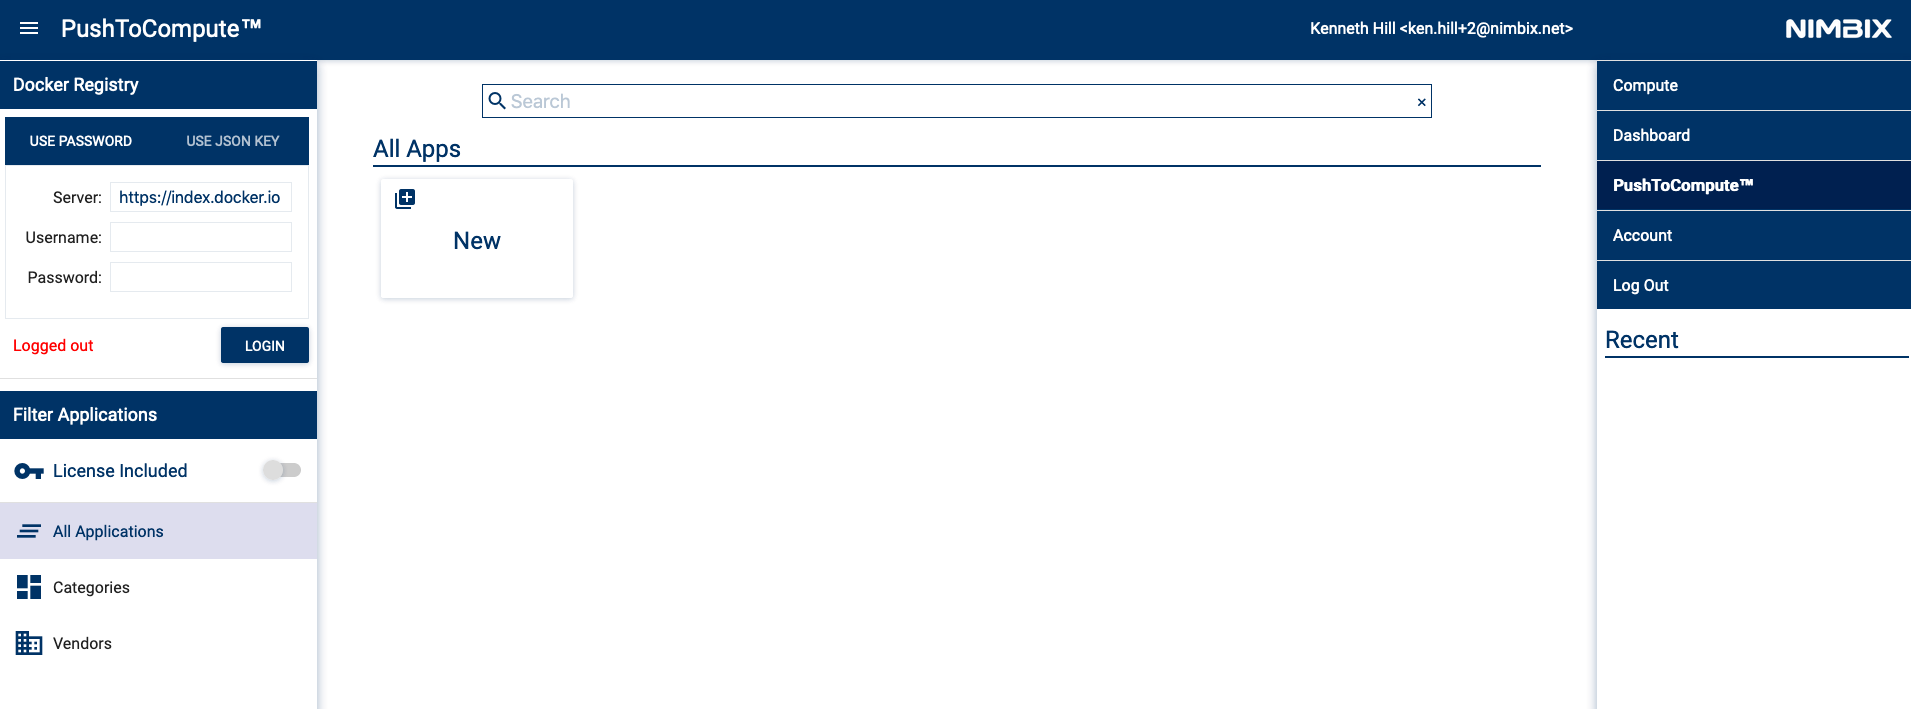 PushToCompute™
Kenneth Hill <ken.hill+2@nimbix.net>
NIMBIX
Docker Registry
USE PASSWORD
USE JSON KEY
Server: https://index.docker.io
Username:
Password:
Logged out
LOGIN
Filter Applications
License Included
All Applications
Categories
Vendors
Search ×
All Apps
New
Compute
Dashboard
PushToCompute™
Account
Log Out
Recent